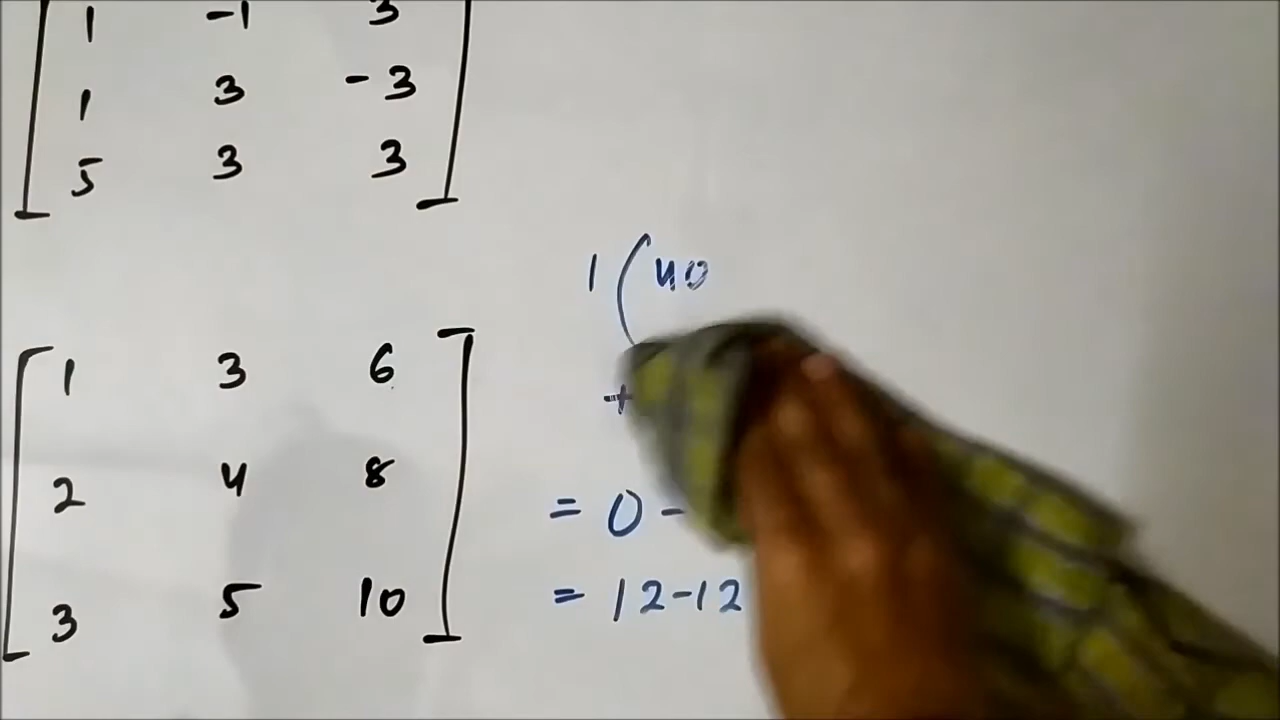 1 -1 3
1 3 -3
5 3 3
1 ( 40
+
1 3 6
2 4 8
= 0 -
3 5 10
= 12-12